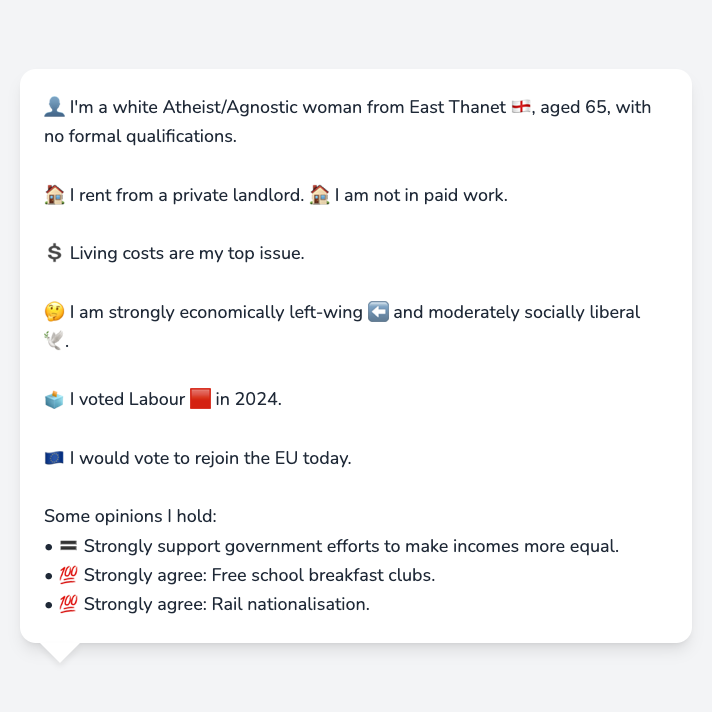 👤 I'm a white Atheist/Agnostic woman from East Thanet 🏴󠁧󠁢󠁥󠁮󠁧󠁿, aged 65, with
no formal qualifications.
🏠 I rent from a private landlord. 🏠 I am not in paid work.
💲 Living costs are my top issue.
🤔 I am strongly economically left-wing ⬅️ and moderately socially liberal
🕊️.
🗳️ I voted Labour 🟥 in 2024.
🇪🇺 I would vote to rejoin the EU today.
Some opinions I hold:
• 🟰 Strongly support government efforts to make incomes more equal.
• 💯 Strongly agree: Free school breakfast clubs.
• 💯 Strongly agree: Rail nationalisation.